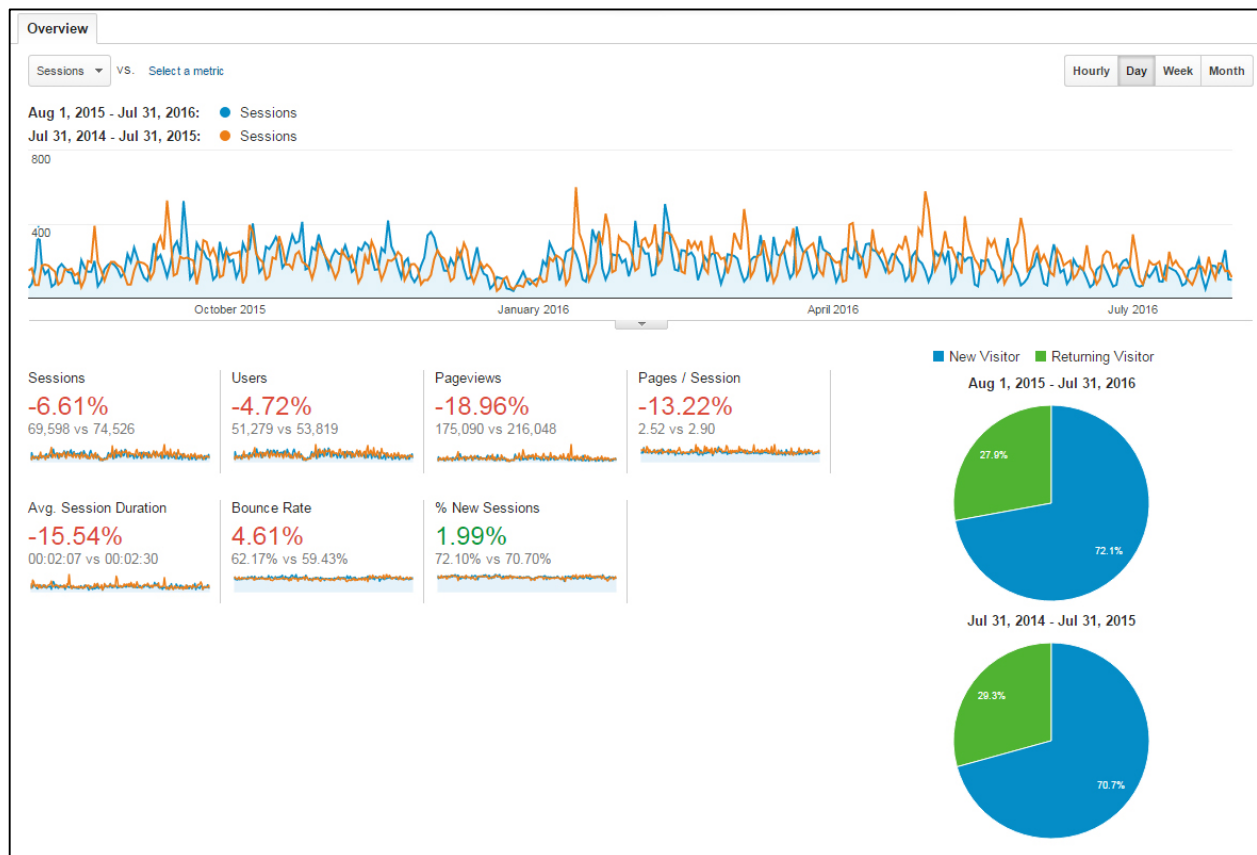 Overview
Sessions VS. Select a metric
Hourly Day Week Month
Aug 1, 2015 - Jul 31, 2016: Sessions
Jul 31, 2014 - Jul 31, 2015: Sessions
800
400
October 2015 January 2016 April 2016 July 2016
New Visitor Returning Visitor
Sessions Users Pageviews Pages / Session
-6.61% -4.72% -18.96% -13.22%
69,598 vs 74,526 51,279 vs 53,819 175,090 vs 216,048 2.52 vs 2.90
Avg. Session Duration Bounce Rate % New Sessions
-15.54% 4.61% 1.99%
00:02:07 vs 00:02:30 62.17% vs 59.43% 72.10% vs 70.70%
Aug 1, 2015 - Jul 31, 2016
27.9%
72.1%
Jul 31, 2014 - Jul 31, 2015
29.3%
70.7%